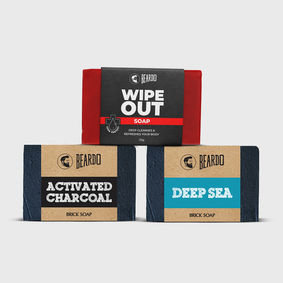 BEARDO
WIPE
OUT
SOAP
DEEP CLEANSES &
REFRESHES YOUR BODY
BEARDO
ACTIVATED
CHARCOAL
BRICK SOAP
BEARDO
DEEP SEA
BRICK SOAP